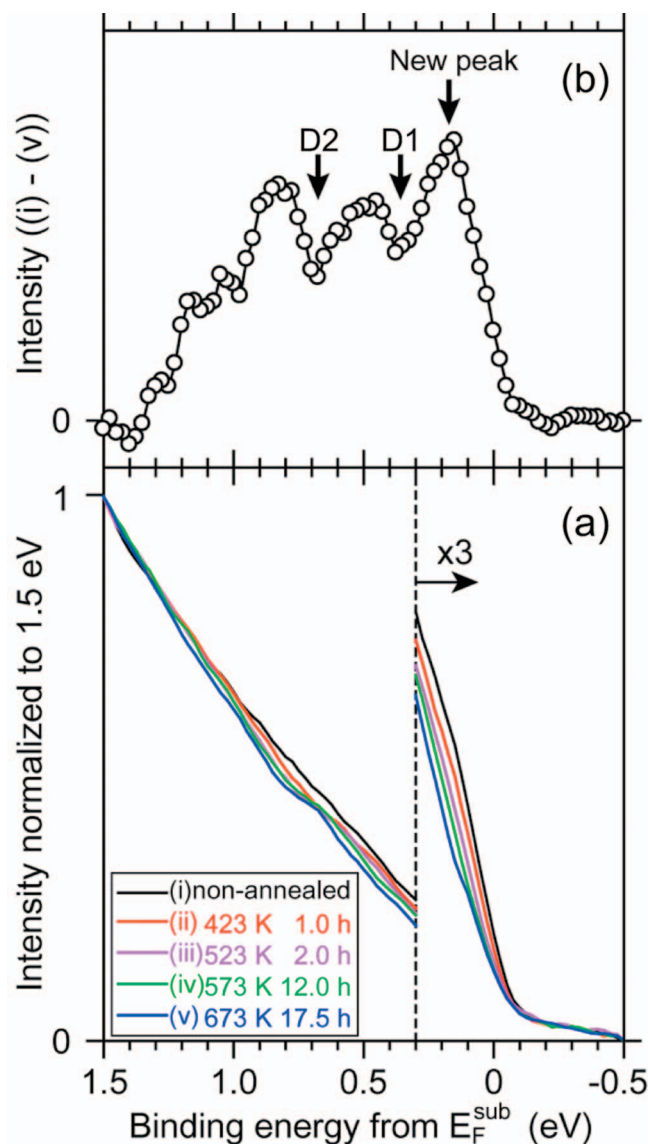 (b)
New peak
D2
D1
Intensity ((i) - (v))
0
(a)
1
x3
Intensity normalized to 1.5 eV
(i)non-annealed
(ii) 423 K 1.0 h
(iii)523 K 2.0 h
(iv)573 K 12.0 h
(v) 673 K 17.5 h
0
1.5 1.0 0.5 0 -0.5
Binding energy from E_F^sub (eV)